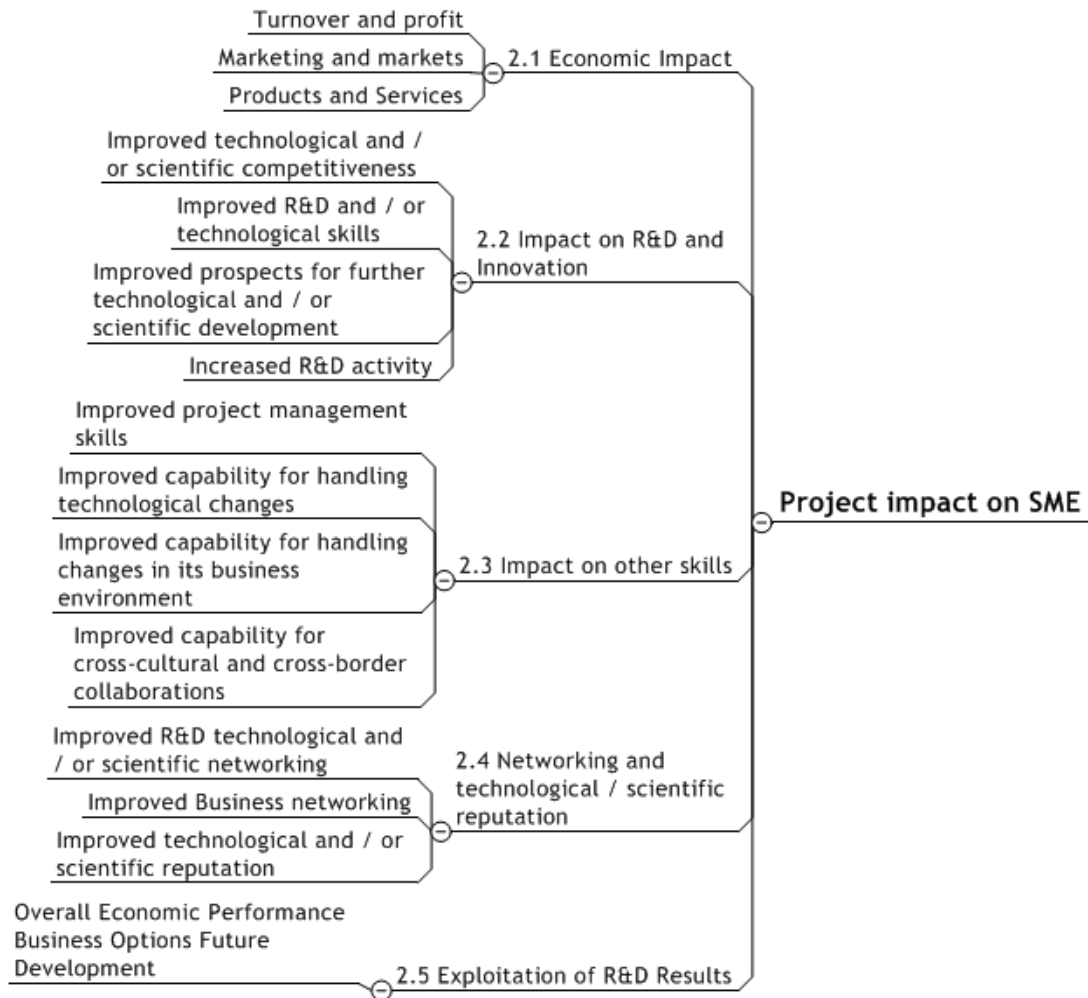 Turnover and profit
Marketing and markets
Products and Services
2.1 Economic Impact
Improved technological and /
or scientific competitiveness
Improved R&D and / or
technological skills
Improved prospects for further
technological and / or
scientific development
Increased R&D activity
2.2 Impact on R&D and
Innovation
Improved project management
skills
Improved capability for handling
technological changes
Improved capability for handling
changes in its business
environment
Improved capability for
cross-cultural and cross-border
collaborations
2.3 Impact on other skills
Project impact on SME
Improved R&D technological and
/ or scientific networking
Improved Business networking
Improved technological and / or
scientific reputation
2.4 Networking and
technological / scientific
reputation
Overall Economic Performance
Business Options Future
Development
2.5 Exploitation of R&D Results